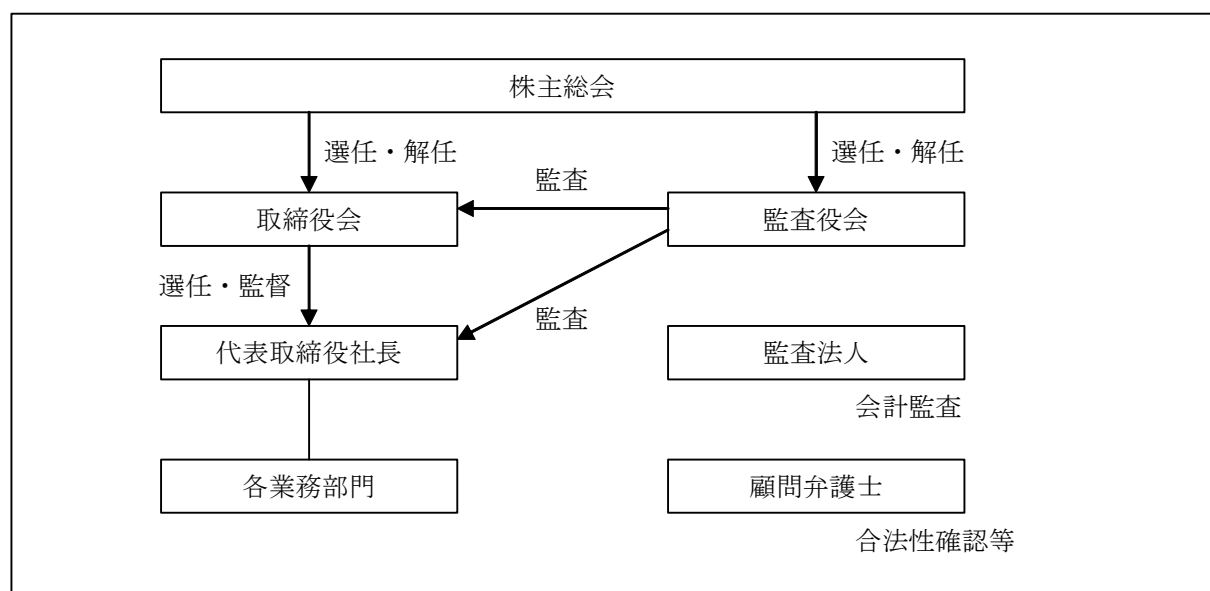 株主総会
選任・解任
選任・解任
監査
取締役会
監査役会
選任・監督
監査
代表取締役社長
監査法人
会計監査
各業務部門
顧問弁護士
合法性確認等